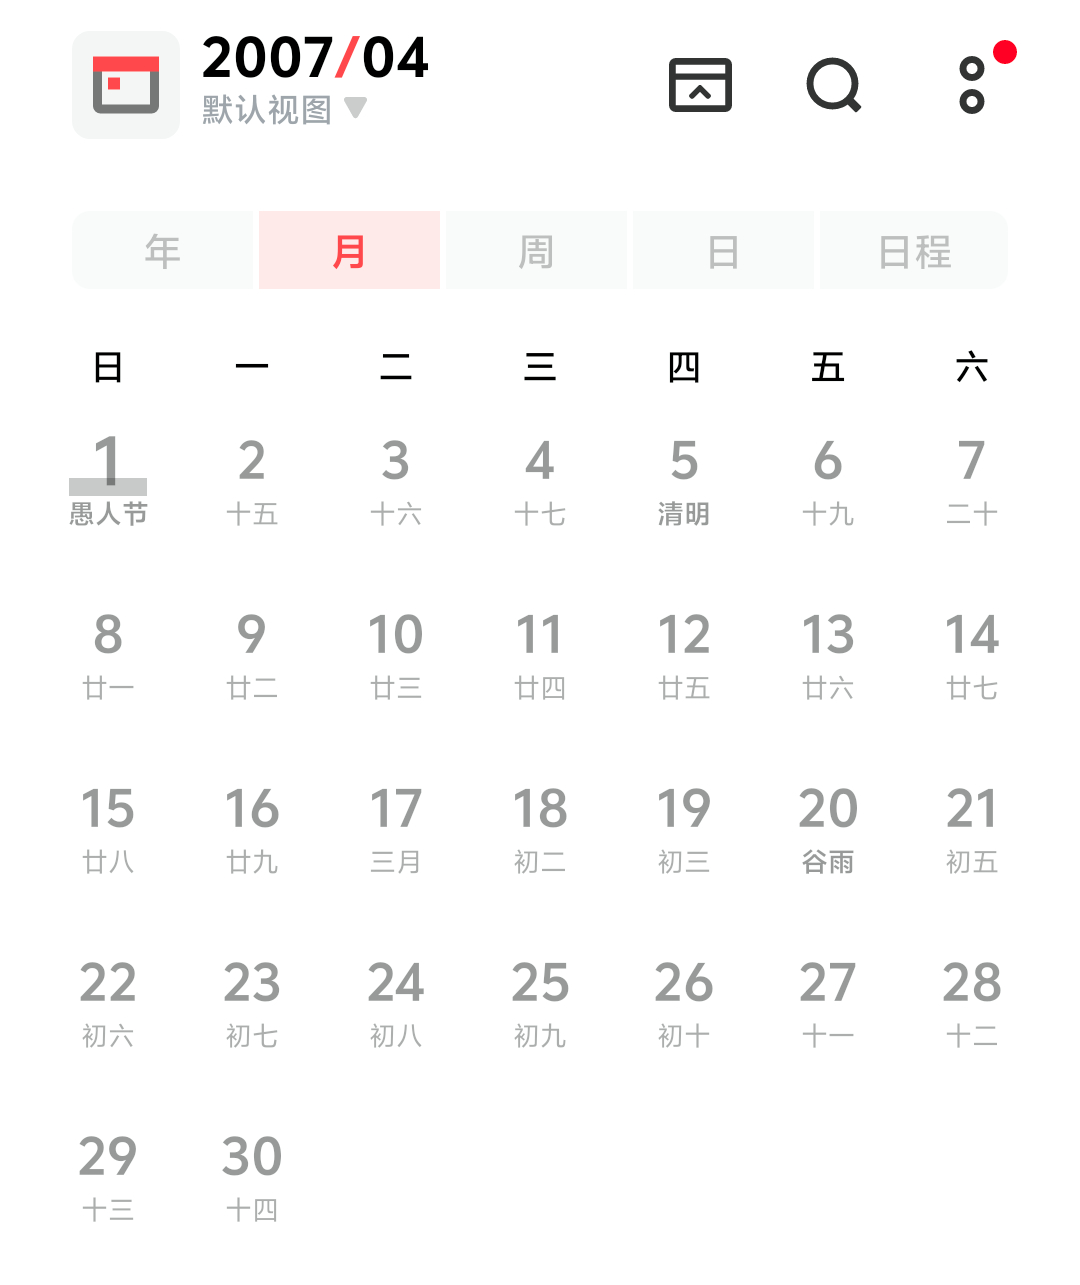 2007/04
默认视图
年 月 周 日 日程
日 一 二 三 四 五 六
1 2 3 4 5 6 7
愚人节 十五 十六 十七 清明 十九 二十
8 9 10 11 12 13 14
廿一 廿二 廿三 廿四 廿五 廿六 廿七
15 16 17 18 19 20 21
廿八 廿九 三月 初二 初三 谷雨 初五
22 23 24 25 26 27 28
初六 初七 初八 初九 初十 十一 十二
29 30
十三 十四